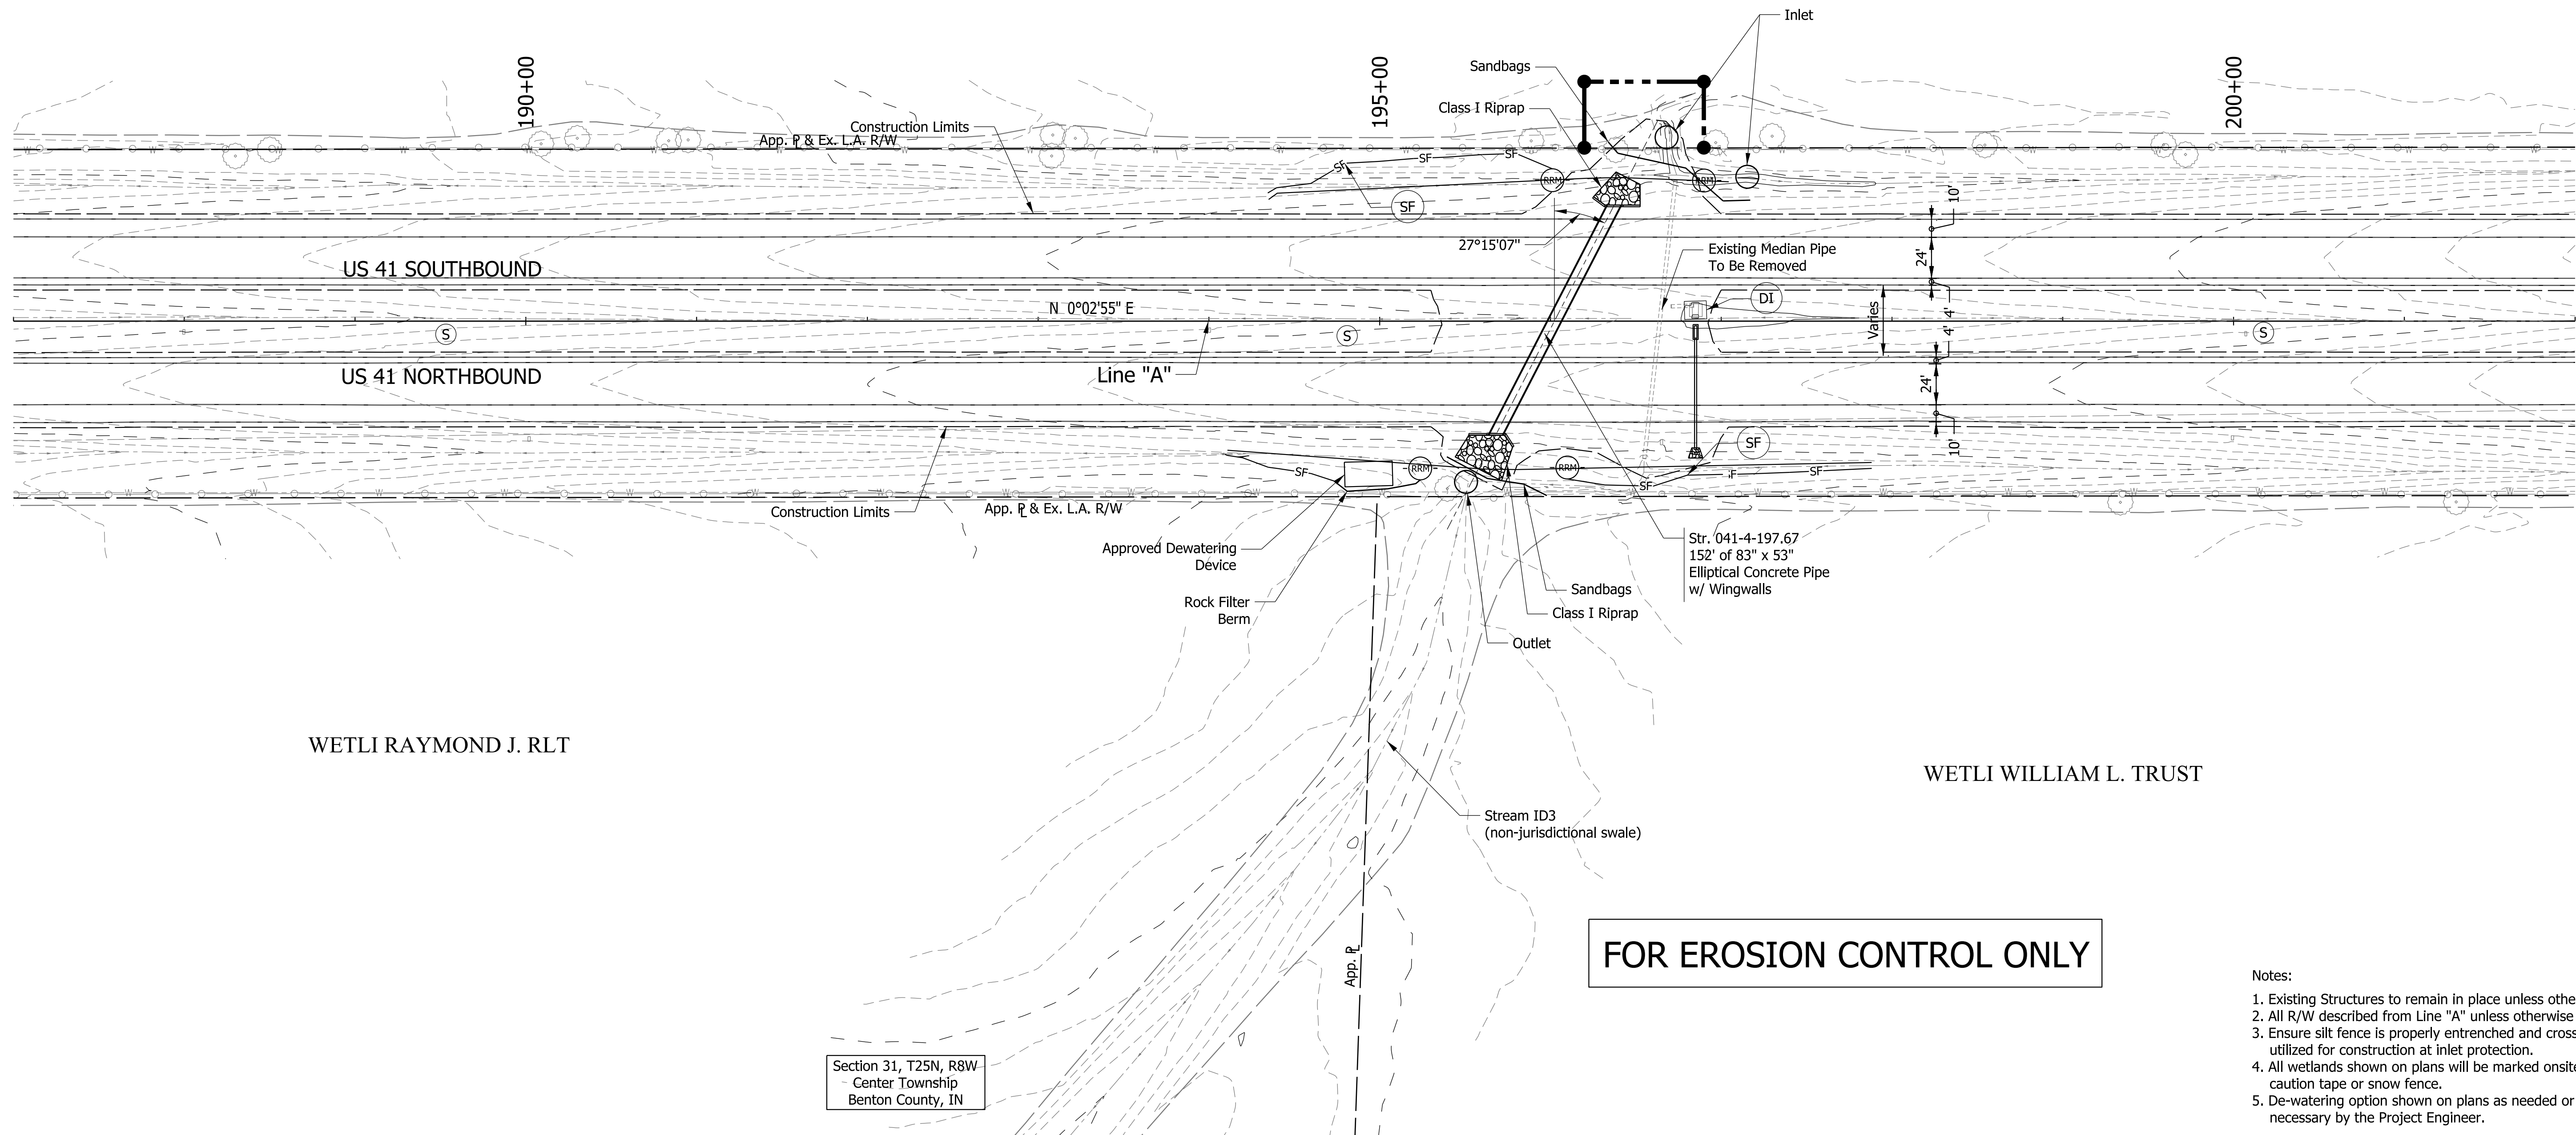 Inlet
Sandbags
Class I Riprap
190+00
195+00
200+00
Construction Limits
App. P & Ex. L.A. R/W
SF
SF
SF
SF
RRM
RRM
10'
27°15'07"
Existing Median Pipe
To Be Removed
24'
US 41 SOUTHBOUND
DI
N 0°02'55" E
Varies
4'
4'
S
S
S
Line "A"
US 41 NORTHBOUND
24'
10'
SF
SF
RRM
RRM
SF
SF
Construction Limits
App. PL & Ex. L.A. R/W
Approved Dewatering
Device
Rock Filter
Berm
Str. 041-4-197.67
152' of 83" x 53"
Elliptical Concrete Pipe
w/ Wingwalls
Sandbags
Class I Riprap
Outlet
WETLI RAYMOND J. RLT
WETLI WILLIAM L. TRUST
Stream ID3
(non-jurisdictional swale)
App. PL
FOR EROSION CONTROL ONLY
Section 31, T25N, R8W
Center Township
Benton County, IN
Notes:
1. Existing Structures to remain in place unless othe
2. All R/W described from Line "A" unless otherwise
3. Ensure silt fence is properly entrenched and cross
utilized for construction at inlet protection.
4. All wetlands shown on plans will be marked onsite
caution tape or snow fence.
5. De-watering option shown on plans as needed or
necessary by the Project Engineer.